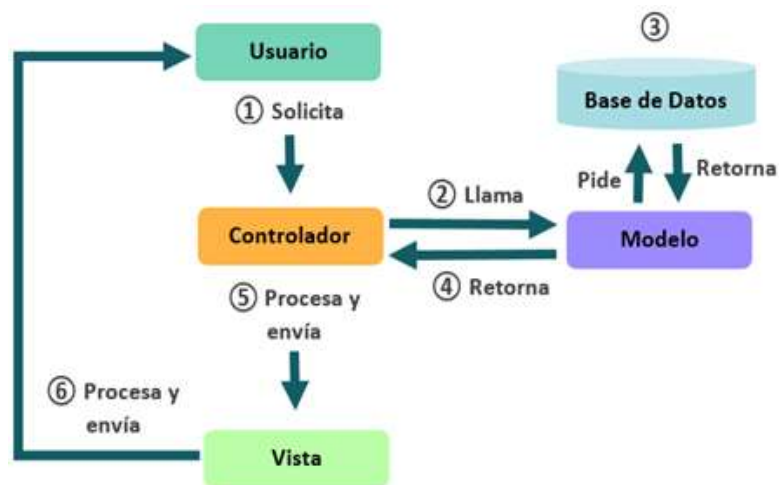 Usuario
① Solicita
③
Base de Datos
Pide
Retorna
② Llama
Controlador
Modelo
④ Retorna
⑤ Procesa y
envía
⑥ Procesa y
envía
Vista